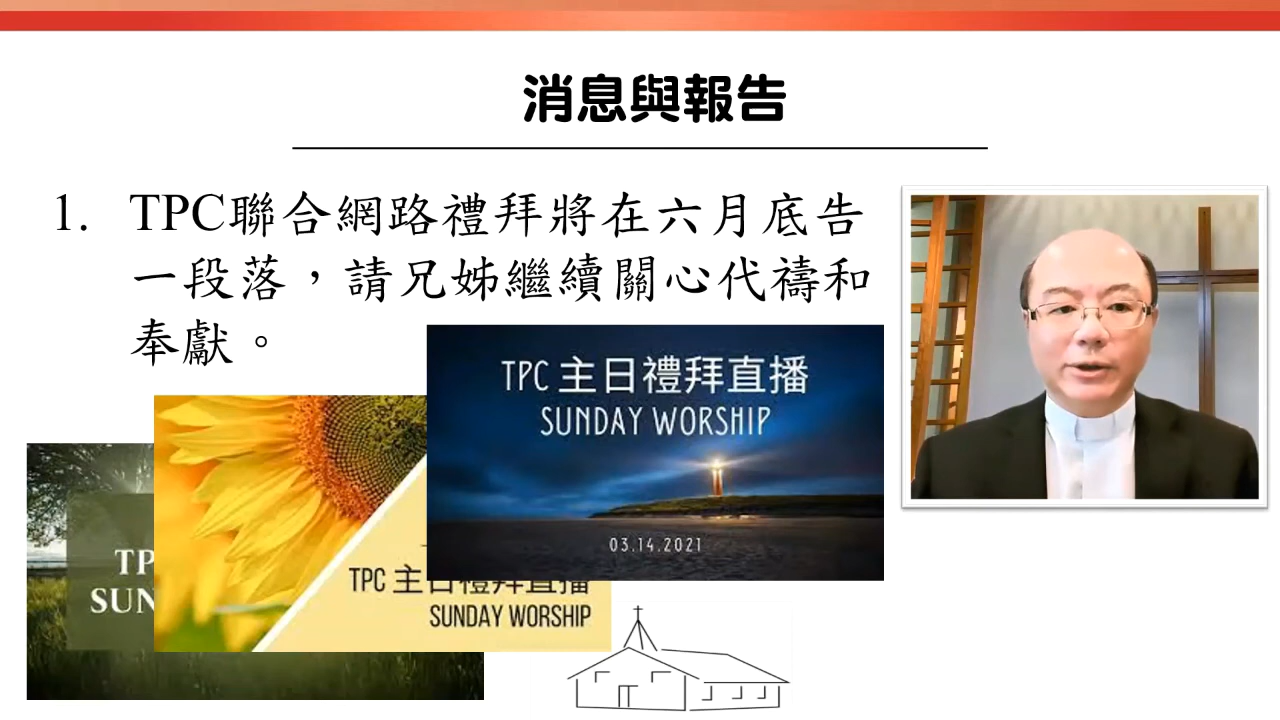 消息與報告
1. TPC聯合網路禮拜將在六月底告
一段落，請兄姊繼續關心代禱和
奉獻。
TPC 主日禮拜直播
SUNDAY WORSHIP
03.14.2021
TPC 主日禮拜直播
SUNDAY WORSHIP
TP
SUN